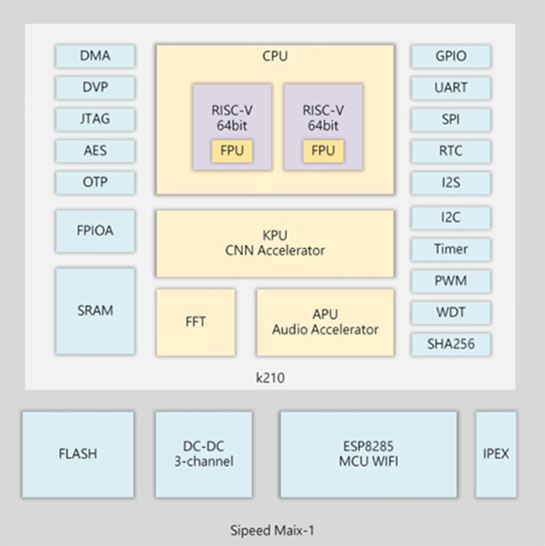 DMA
DVP
JTAG
AES
OTP
FPIOA
SRAM
CPU
RISC-V
64bit
FPU
RISC-V
64bit
FPU
KPU
CNN Accelerator
FFT
APU
Audio Accelerator
GPIO
UART
SPI
RTC
I2S
I2C
Timer
PWM
WDT
SHA256
k210
FLASH
DC-DC
3-channel
ESP8285
MCU WIFI
IPEX
Sipeed Maix-1